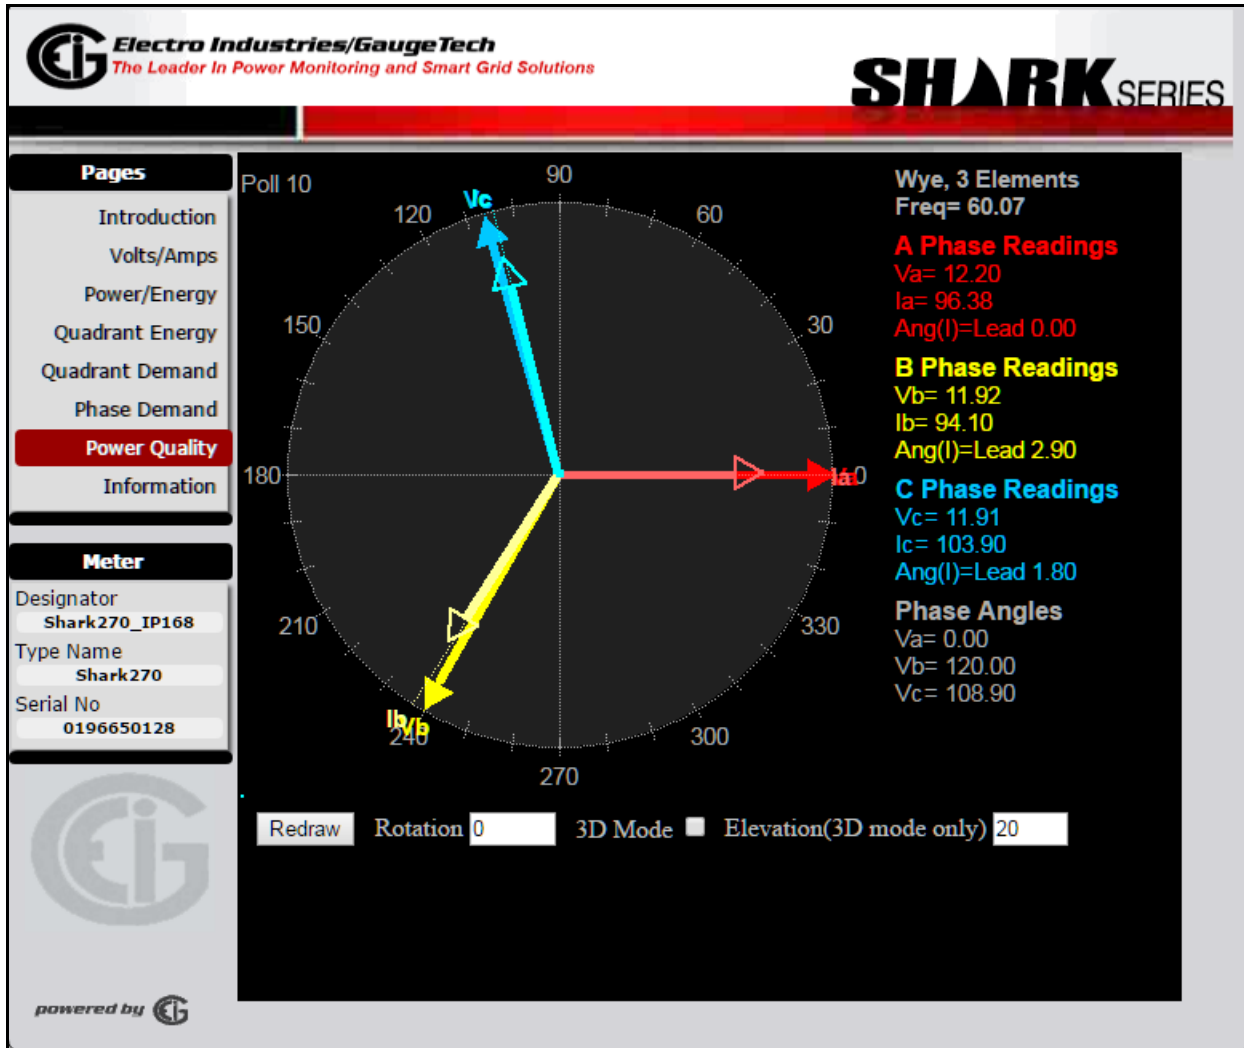 Electro Industries/GaugeTech
The Leader In Power Monitoring and Smart Grid Solutions
SHARK SERIES
Pages
Introduction
Volts/Amps
Power/Energy
Quadrant Energy
Quadrant Demand
Phase Demand
Power Quality
Information
Meter
Designator
Shark270_IP168
Type Name
Shark270
Serial No
0196650128
powered by EIG
Poll 10
90
120
60
Vc
150
30
180
Ia
0
210
330
Ib
Vb
240
300
270
Wye, 3 Elements
Freq= 60.07
A Phase Readings
Va= 12.20
Ia= 96.38
Ang(I)=Lead 0.00
B Phase Readings
Vb= 11.92
Ib= 94.10
Ang(I)=Lead 2.90
C Phase Readings
Vc= 11.91
Ic= 103.90
Ang(I)=Lead 1.80
Phase Angles
Va= 0.00
Vb= 120.00
Vc= 108.90
Redraw Rotation 0 3D Mode Elevation(3D mode only) 20